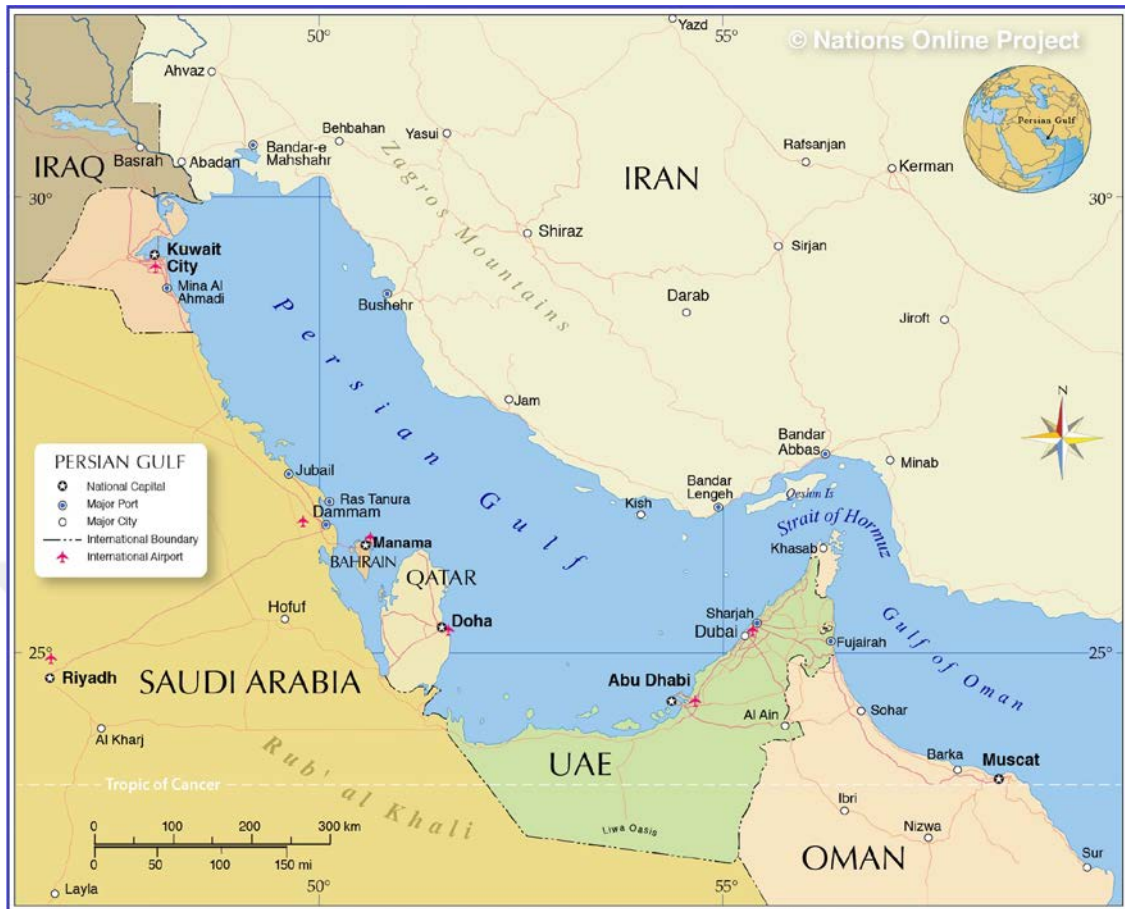 © Nations Online Project
50°
55°
Yazd
Ahvaz
Persian Gulf
Behbahan
Yasui
Bandar-e
Mahshahr
Basrah
Abadan
Rafsanjan
Kerman
IRAQ
IRAN
Zagros Mountains
30°
30°
Shiraz
Sirjan
Kuwait
City
Mina Al
Ahmadi
Bushehr
Darab
Jiroft
Persian Gulf
Jam
N
Bandar
Abbas
Minab
PERSIAN GULF
National Capital
Major Port
Major City
International Boundary
International Airport
Jubail
Ras Tanura
Dammam
Bandar
Lengeh
Kish
Qeshm Is
Strait of Hormuz
Khasab
Manama
BAHRAIN
QATAR
Hofuf
Doha
Sharjah
Dubai
Fujairah
Gulf of Oman
25°
25°
Riyadh
SAUDI ARABIA
Abu Dhabi
Al Ain
Sohar
Al Kharj
Rub' al Khali
UAE
Barka
Muscat
Tropic of Cancer
Ibri
0 100 200 300 km
0 50 100 150 mi
Liwa Oasis
Nizwa
OMAN
Sur
Layla
50°
55°